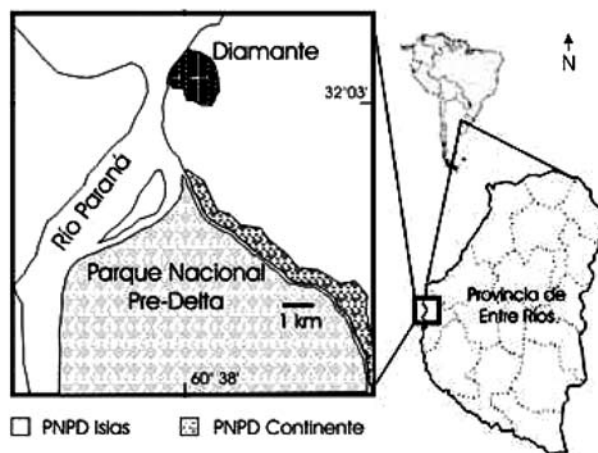 Diamante
32°03'
N
Río Paraná
Parque Nacional
Pre-Delta
1 km
Provincia de
Entre Ríos
60° 38'
PNPD Islas
PNPD Continente